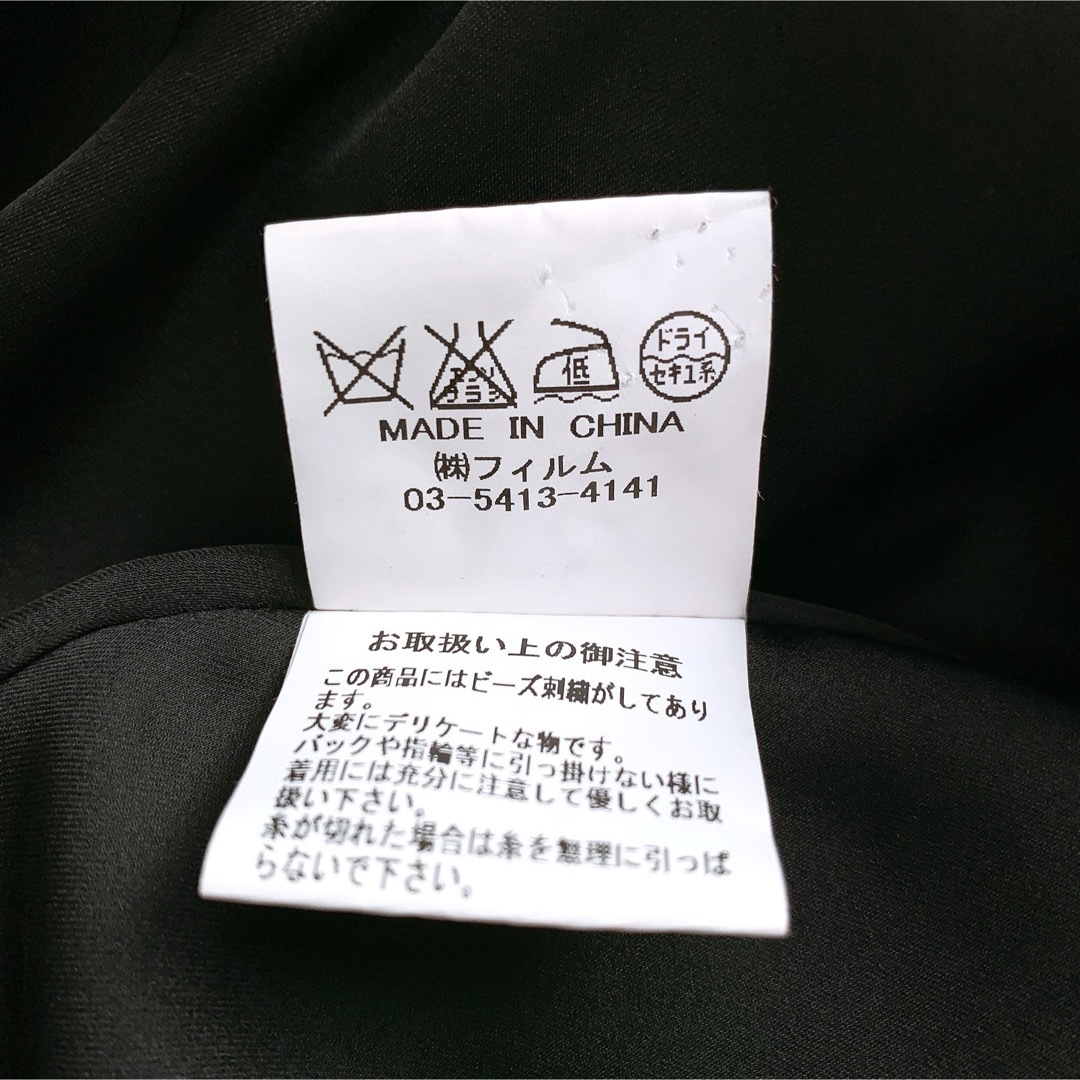 エンソ
サラシ
低
ドライ
セキユ系
MADE IN CHINA
㈱フィルム
03-5413-4141
お取扱い上の御注意
この商品にはビーズ刺繍がしてあり
ます。
大変にデリケートな物です。
バックや指輪等に引っ掛けない様に
着用には充分に注意して優しくお取
扱い下さい。
糸が切れた場合は糸を無理に引っぱ
らないで下さい。